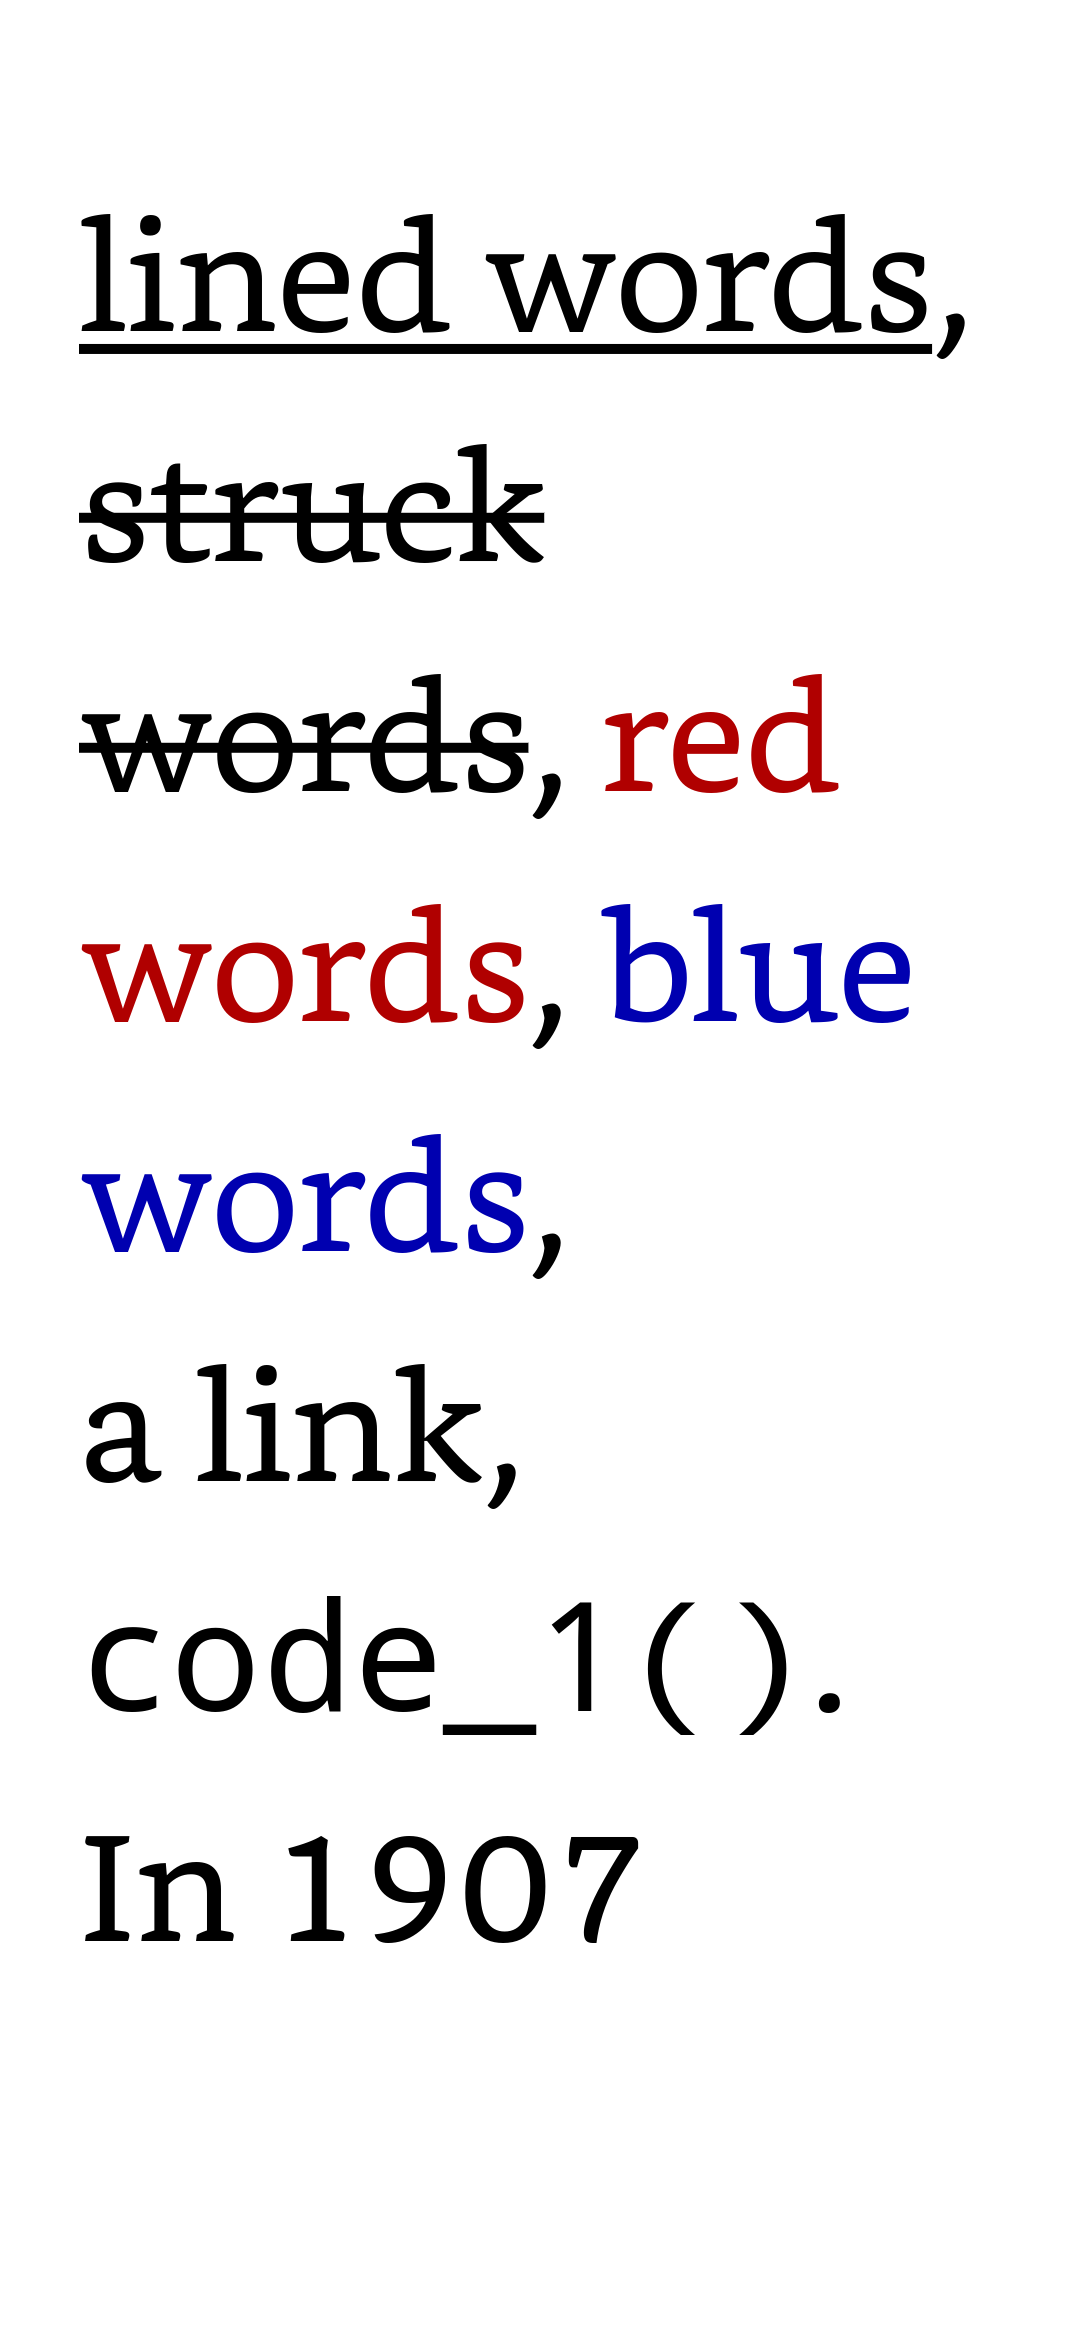 lined words,
struck
words, red
words, blue
words,
a link,
code_1().
In 1907